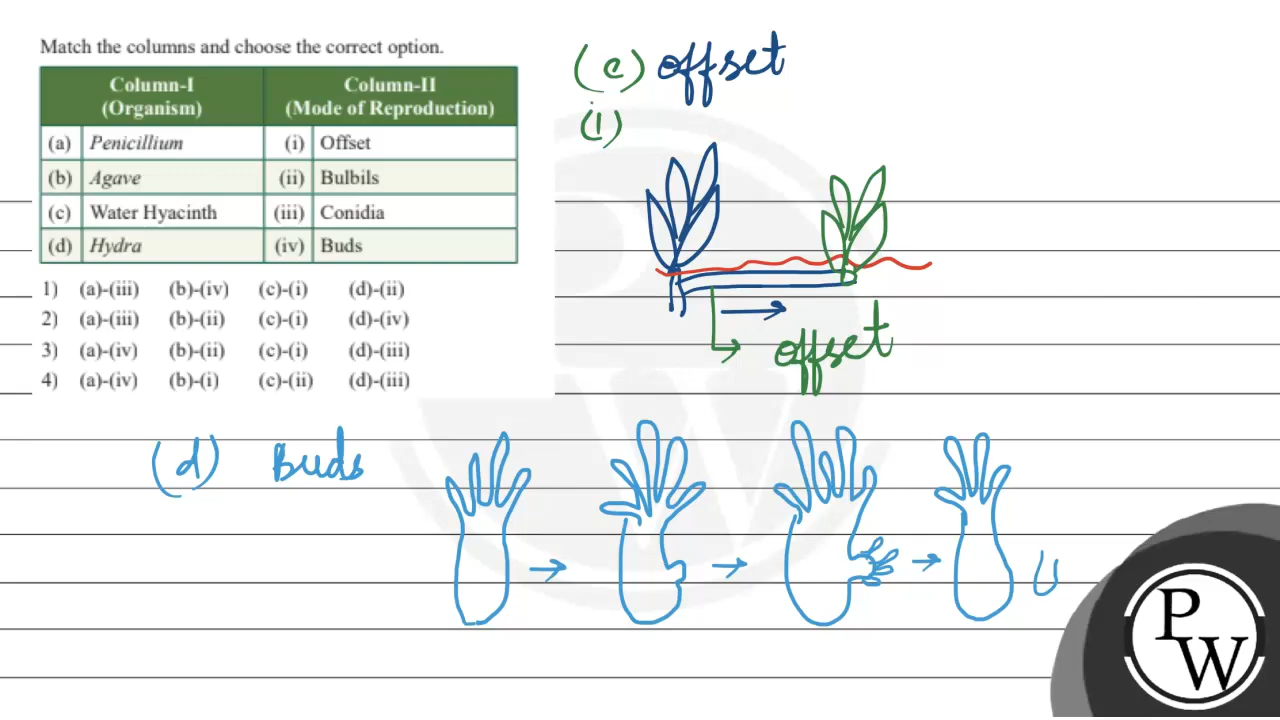 Match the columns and choose the correct option.
Column-I (Organism) Column-II (Mode of Reproduction)
(a) Penicillium (i) Offset
(b) Agave (ii) Bulbils
(c) Water Hyacinth (iii) Conidia
(d) Hydra (iv) Buds
1) (a)-(iii) (b)-(iv) (c)-(i) (d)-(ii)
2) (a)-(iii) (b)-(ii) (c)-(i) (d)-(iv)
3) (a)-(iv) (b)-(ii) (c)-(i) (d)-(iii)
4) (a)-(iv) (b)-(i) (c)-(ii) (d)-(iii)
(c) offset
(i)
offset
(d) Buds
PW
PW